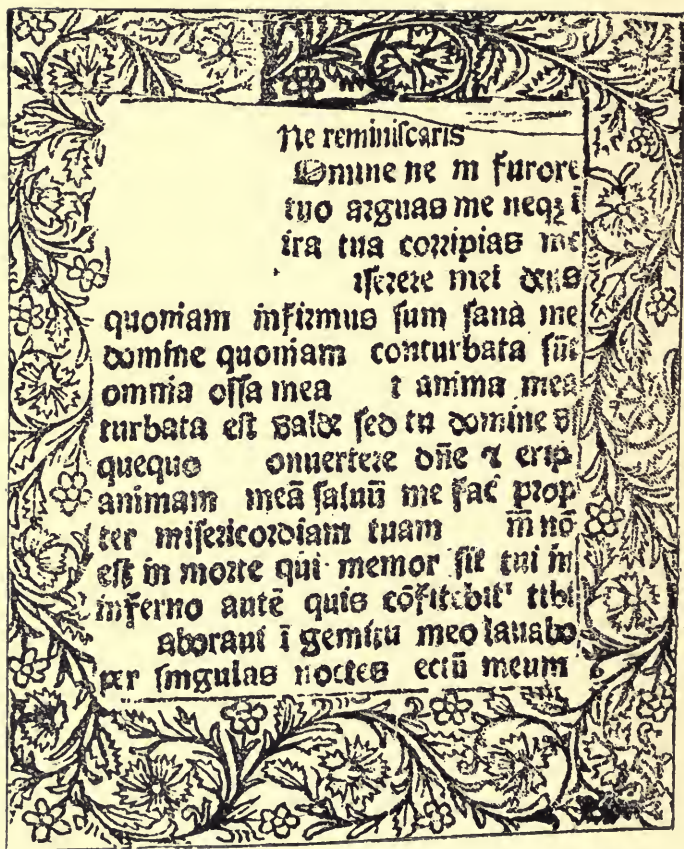 Ne reminiſcaris
Omine ne in furore
tuo arguas me neqꝫ ī
ira tua corripias me
iſerere mei deus
quoniam infirmus ſum ſana me
domine quoniam conturbata ſūt
omnia oſſa mea t anima mea
turbata eſt valde ſed tu domine v
quequo onuertere dn̄e ⁊ erip
animam meā ſaluū me fac prop
ter miſericordiam tuam m̄ nō
eſt in morte qui memor ſit tui in
inferno autē quis cōfitebit' tibi
aboraui ī gemitu meo lauabo
per ſingulas noctes ectū meum